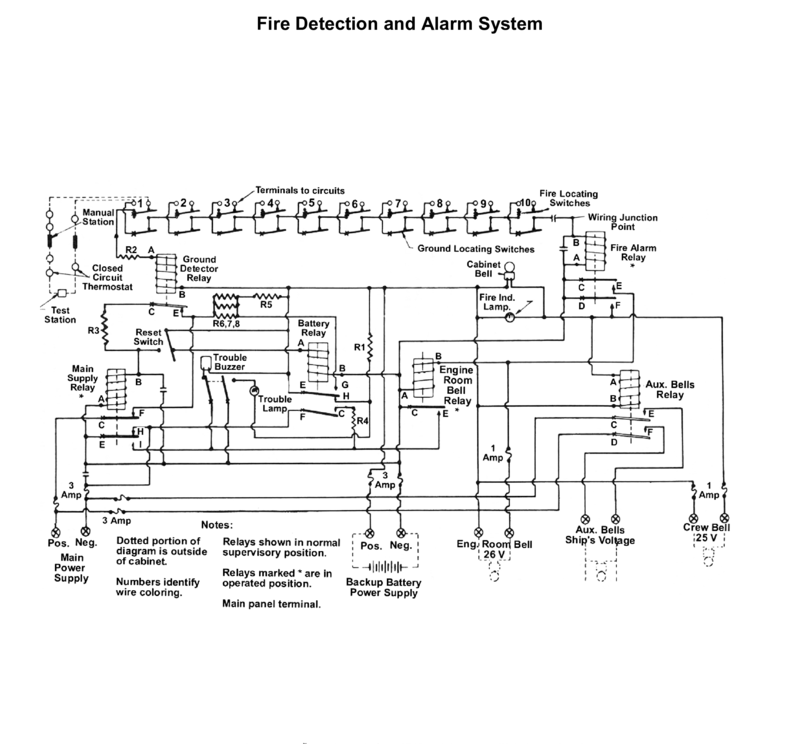 Fire Detection and Alarm System
Terminals to circuits
Fire Locating
Switches
1 2 3 4 5 6 7 8 9 10
Manual
Station
Wiring Junction
Point
R2
A
Ground
Detector
Relay
B
Ground Locating Switches
B
A
Fire Alarm
Relay
*
Cabinet
Bell
Closed
Circuit
Thermostat
Test
Station
C
E
R5
R6,7,8
Fire Ind.
Lamp.
C
E
D
F
R3
Reset
Switch
Battery
Relay
A
B
R1
Main
Supply
Relay
*
B
A
Trouble
Buzzer
Trouble
Lamp
E
G
H
F
C
R4
B
A
Engine
Room
Bell
Relay
*
C
E
A
B
Aux. Bells
Relay
E
C
F
D
F
C
H
E
I
3
Amp
3
Amp
1
Amp
1
Amp
3 Amp
Pos. Neg.
Main
Power
Supply
Notes:
Dotted portion of
diagram is outside
of cabinet.
Numbers identify
wire coloring.
Relays shown in normal
supervisory position.
Relays marked * are in
operated position.
Main panel terminal.
Pos. Neg.
Backup Battery
Power Supply
Eng. Room Bell
26 V
Aux. Bells
Ship's Voltage
Crew Bell
25 V